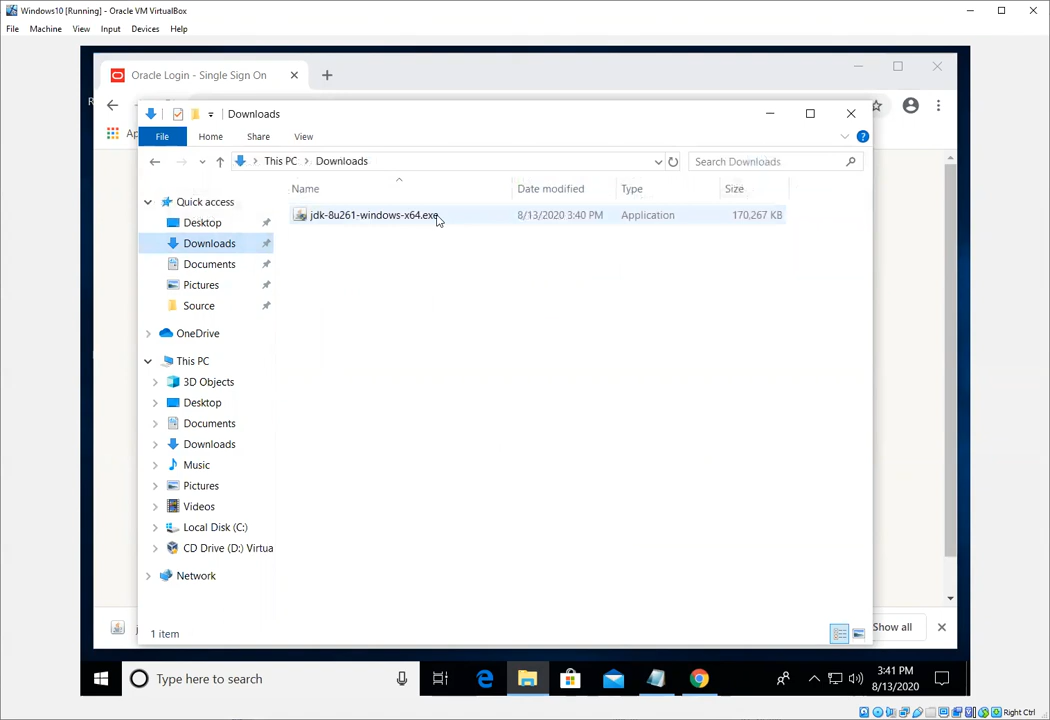 Windows10 [Running] - Oracle VM VirtualBox
File Machine View Input Devices Help
Oracle Login - Single Sign On
Downloads
File Home Share View
This PC Downloads
Search Downloads
Name Date modified Type Size
jdk-8u261-windows-x64.exe 8/13/2020 3:40 PM Application 170,267 KB
Quick access
Desktop
Downloads
Documents
Pictures
Source
OneDrive
This PC
3D Objects
Desktop
Documents
Downloads
Music
Pictures
Videos
Local Disk (C:)
CD Drive (D:) Virtua
Network
1 item
Show all
Type here to search
3:41 PM
8/13/2020
Right Ctrl